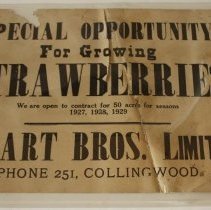 PECIAL OPPORTUNITY
For Growing
TRAWBERRIE
We are open to contract for 50 acres for seasons
1927, 1928, 1929
ART BROS. LIMIT
PHONE 251, COLLINGWOOD.